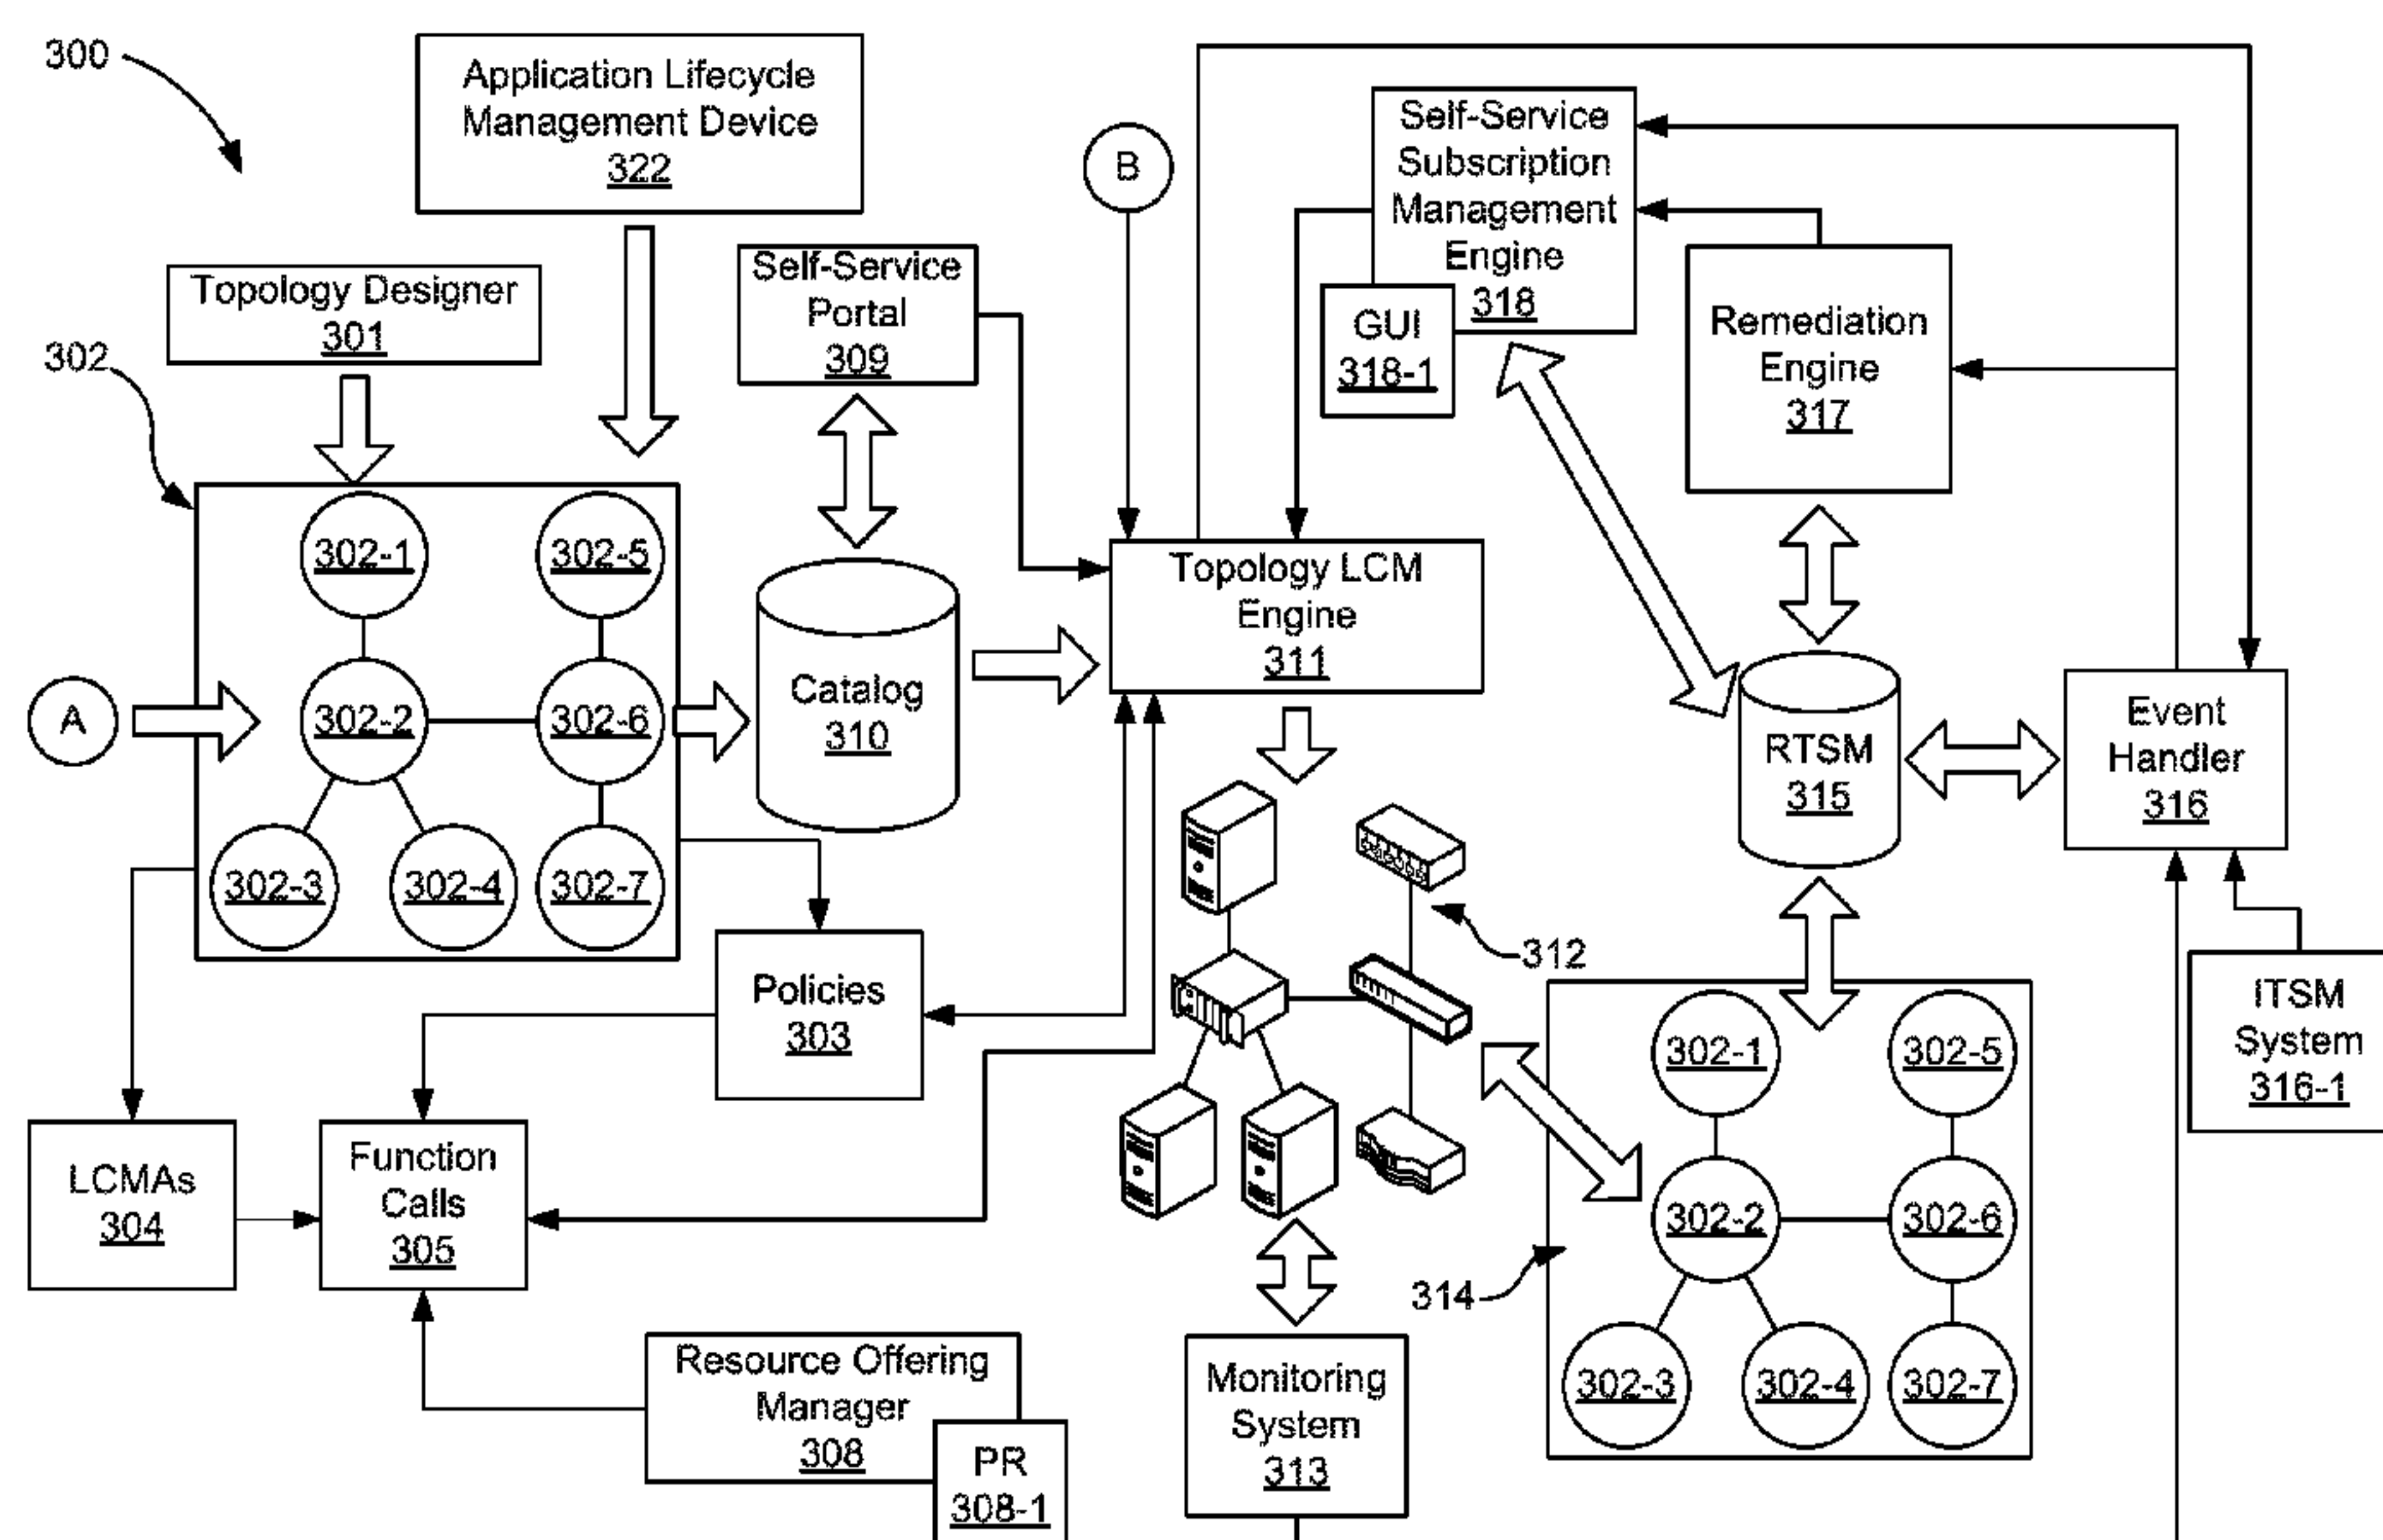 300
Application Lifecycle
Management Device
322
Topology Designer
301
302
Self-Service
Portal
309
B
Self-Service
Subscription
Management
Engine
318
GUI
318-1
Remediation
Engine
317
A
302-1
302-5
302-2
302-6
302-3
302-4
302-7
Catalog
310
Topology LCM
Engine
311
RTSM
315
Event
Handler
316
312
ITSM
System
316-1
Policies
303
LCMAs
304
Function
Calls
305
Resource Offering
Manager
308
PR
308-1
Monitoring
System
313
314
302-1
302-5
302-2
302-6
302-3
302-4
302-7